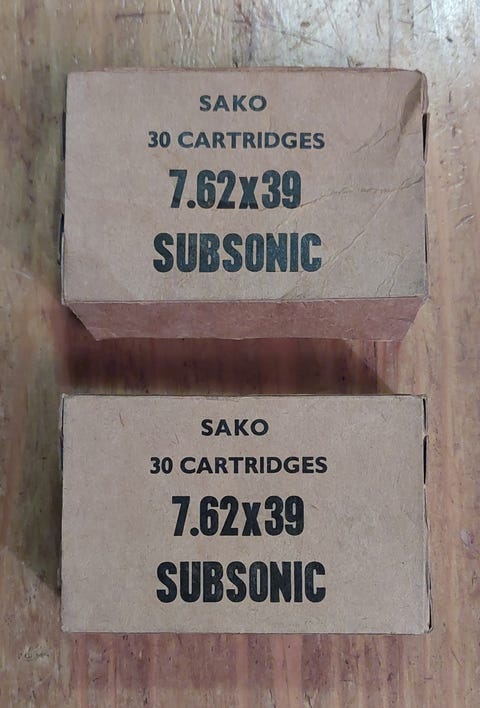 SAKO
30 CARTRIDGES
7.62x39
SUBSONIC
SAKO
30 CARTRIDGES
7.62x39
SUBSONIC